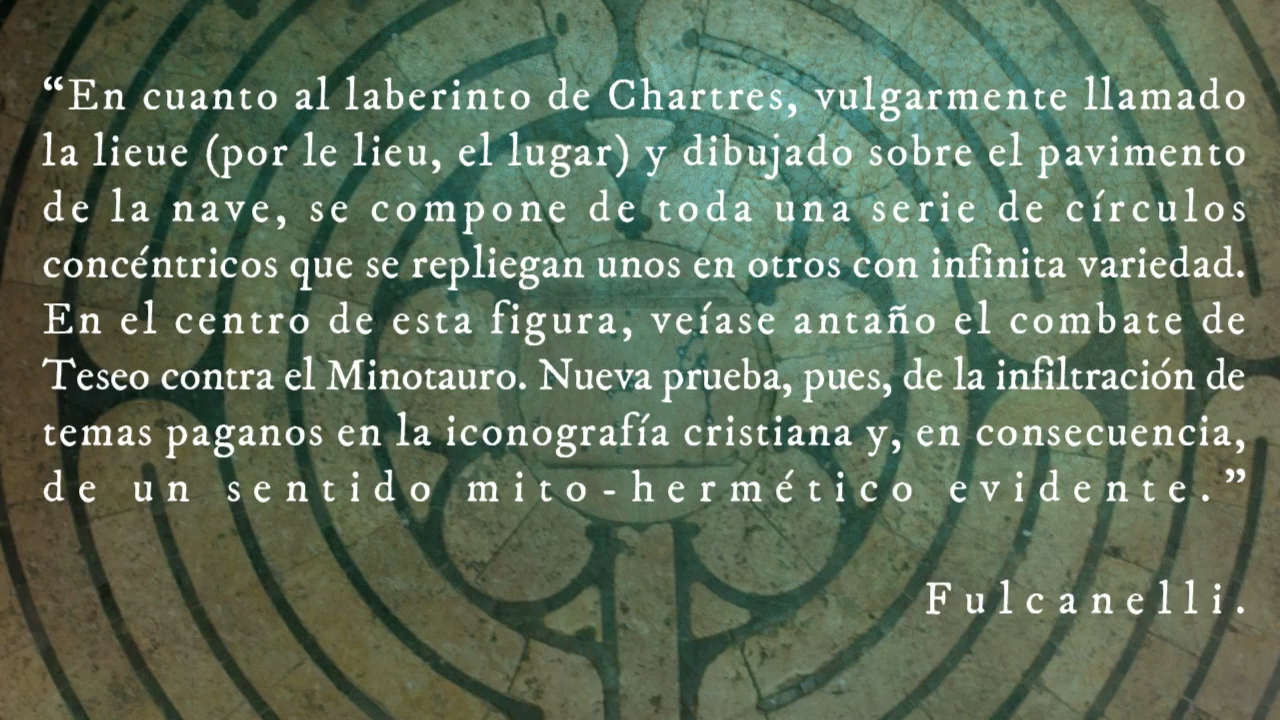 “En cuanto al laberinto de Chartres, vulgarmente llamado
la lieue (por le lieu, el lugar) y dibujado sobre el pavimento
de la nave, se compone de toda una serie de círculos
concéntricos que se repliegan unos en otros con infinita variedad.
En el centro de esta figura, veíase antaño el combate de
Teseo contra el Minotauro. Nueva prueba, pues, de la infiltración de
temas paganos en la iconografía cristiana y, en consecuencia,
de un sentido mito-hermético evidente.”
Fulcanelli.